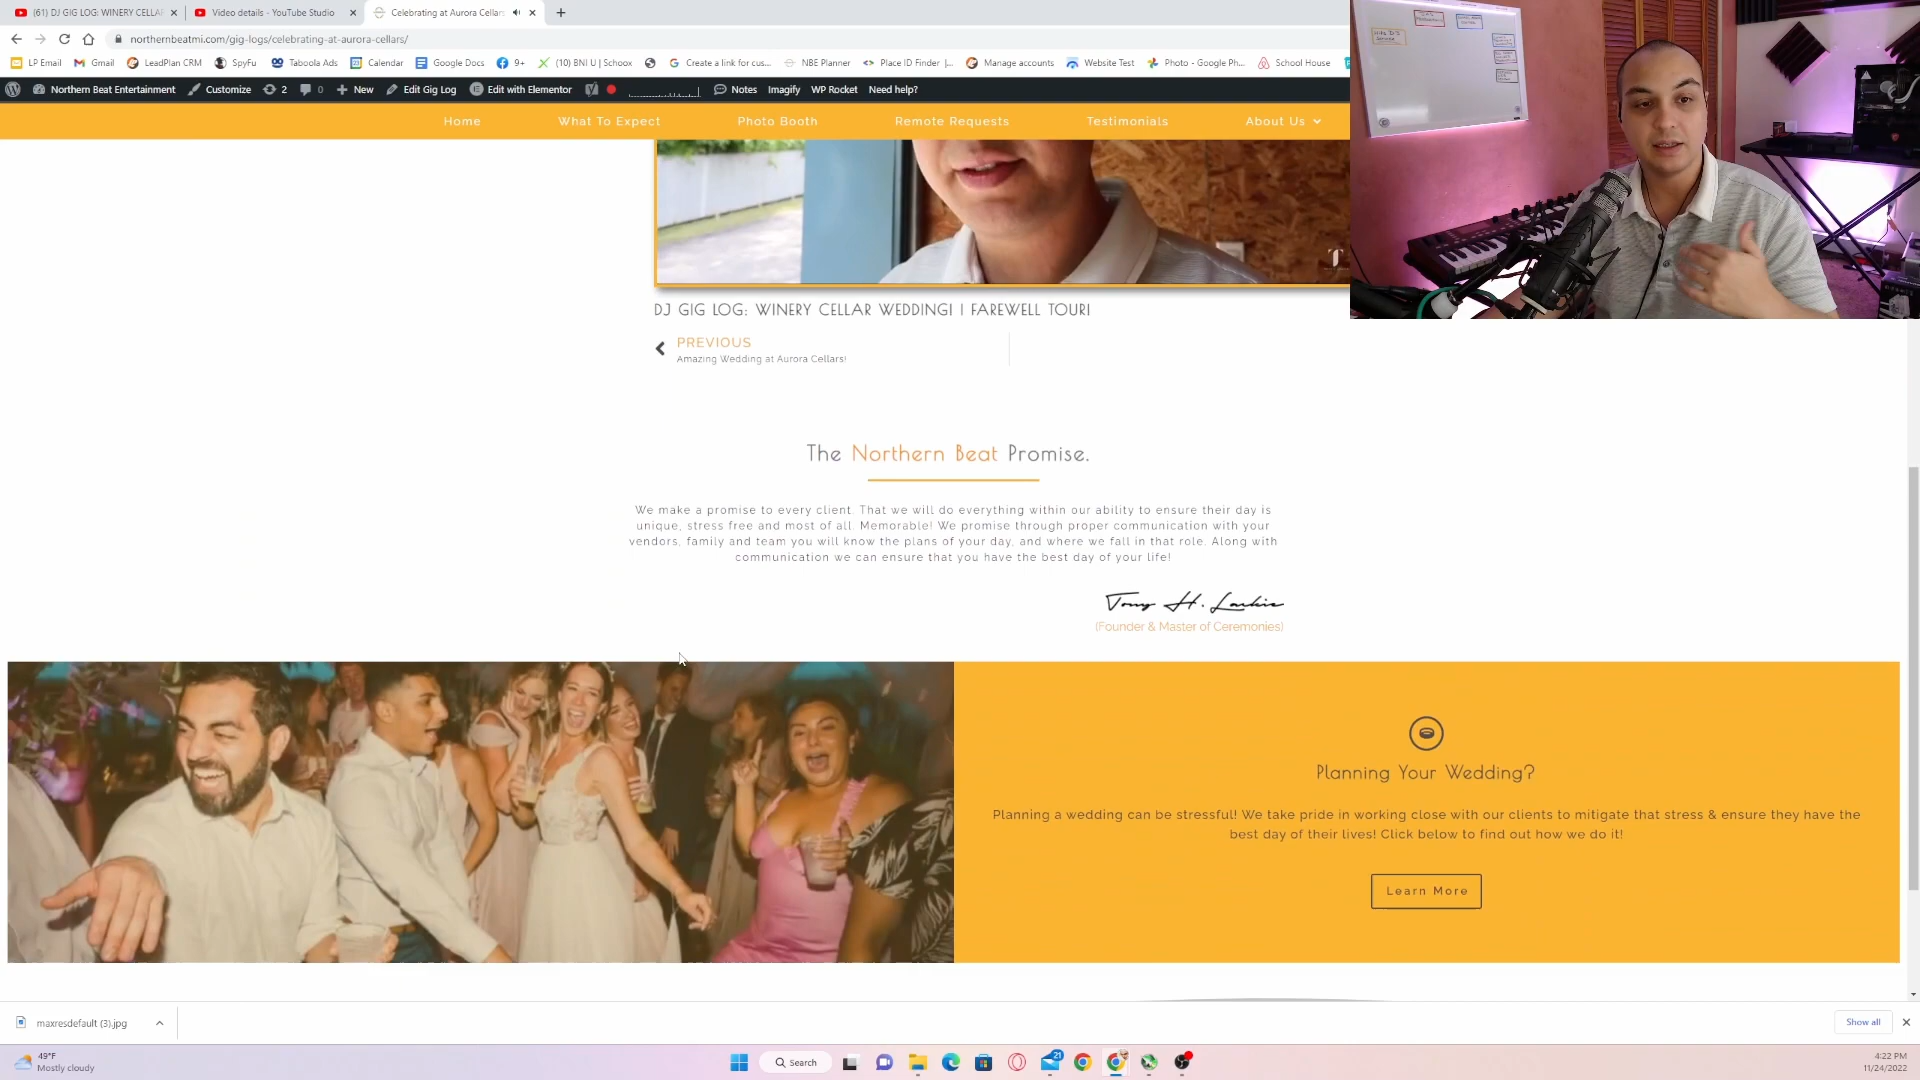 (61) DJ GIG LOG: WINERY CELLA
Video details - YouTube Studio
Celebrating at Aurora Cellars
northernbeatmi.com/gig-logs/celebrating-at-aurora-cellars/
LP Email
Gmail
LeadPlan CRM
SpyFu
Taboola Ads
Calendar
Google Docs
9+
(10) BNI U | Schoox
Create a link for cus...
NBE Planner
Place ID Finder |...
Manage accounts
Website Test
Photo - Google Ph...
School House
Northern Beat Entertainment
Customize
2
0
New
Edit Gig Log
Edit with Elementor
Notes
Imagify
WP Rocket
Need help?
Home
What To Expect
Photo Booth
Remote Requests
Testimonials
About Us
DJ GIG LOG: WINERY CELLAR WEDDING! | FAREWELL TOUR!
PREVIOUS
Amazing Wedding at Aurora Cellars!
The Northern Beat Promise.
We make a promise to every client. That we will do everything within our ability to ensure their day is
unique, stress free and most of all. Memorable! We promise through proper communication with your
vendors, family and team you will know the plans of your day, and where we fall in that role. Along with
communication we can ensure that you have the best day of your life!
Tony H. Larkie
(Founder & Master of Ceremonies)
Planning Your Wedding?
Planning a wedding can be stressful! We take pride in working close with our clients to mitigate that stress & ensure they have the
best day of their lives! Click below to find out how we do it!
Learn More
maxresdefault (3).jpg
Show all
49°F
Mostly cloudy
Search
21
4:22 PM
11/24/2022